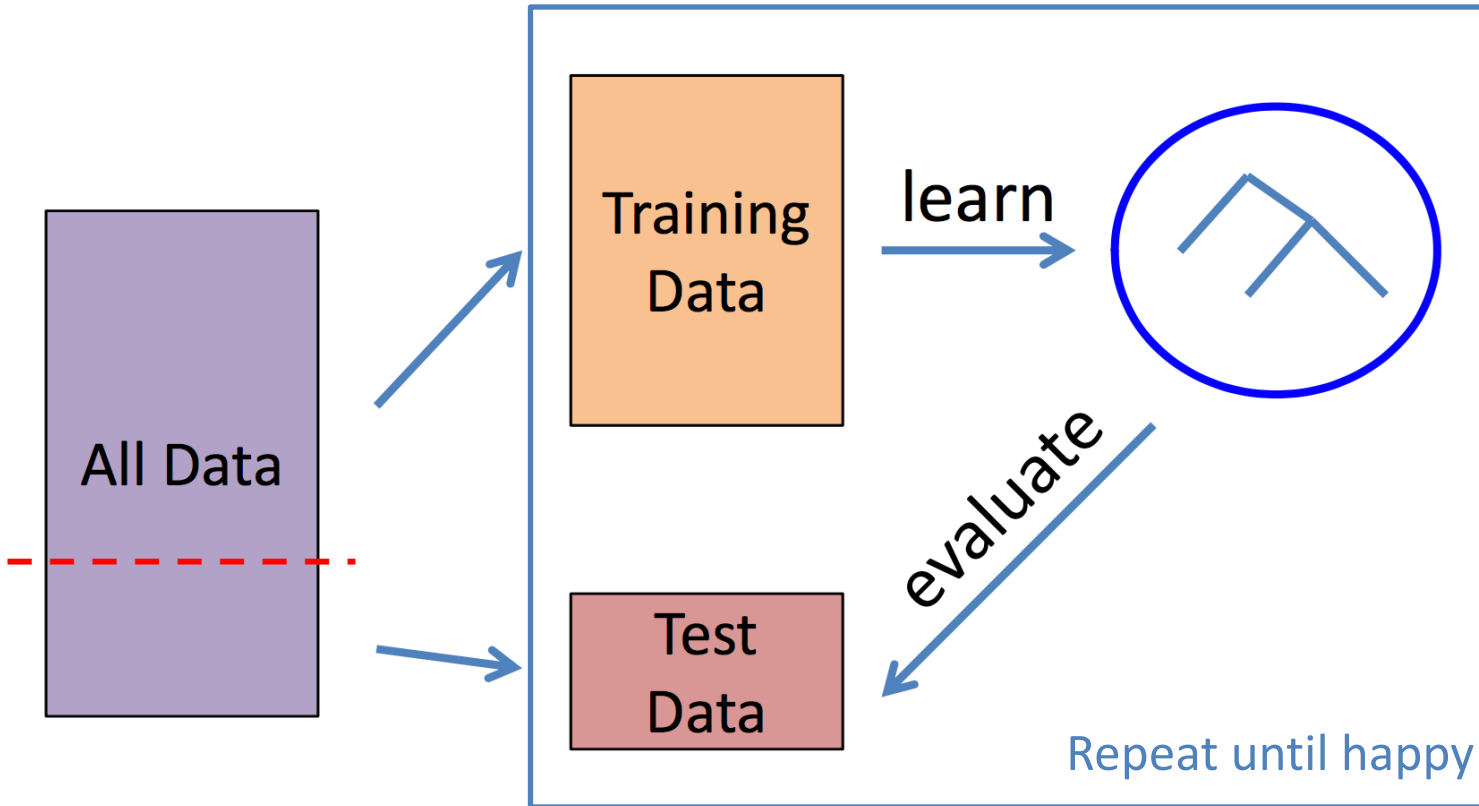 All Data
Training
Data
learn
evaluate
Test
Data
Repeat until happy